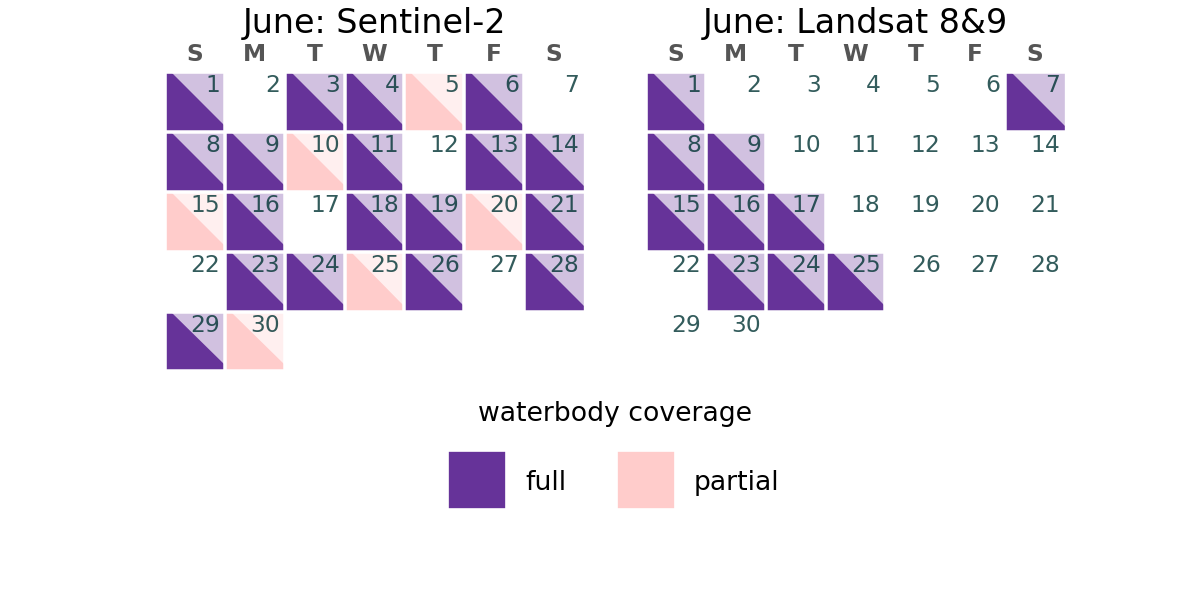 June: Sentinel-2
S M T W T F S
1 2 3 4 5 6 7
8 9 10 11 12 13 14
15 16 17 18 19 20 21
22 23 24 25 26 27 28
29 30
June: Landsat 8&9
S M T W T F S
1 2 3 4 5 6 7
8 9 10 11 12 13 14
15 16 17 18 19 20 21
22 23 24 25 26 27 28
29 30
waterbody coverage
full
partial